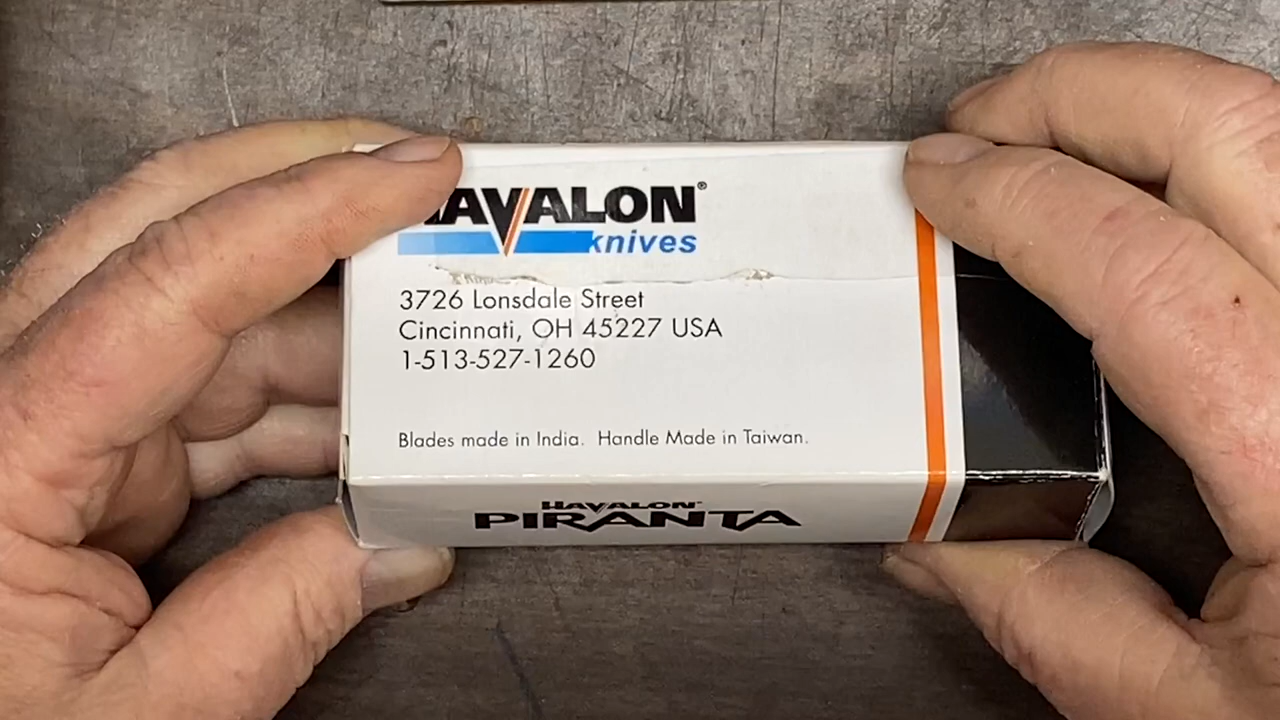 HAVALON®
knives
3726 Lonsdale Street
Cincinnati, OH 45227 USA
1-513-527-1260
Blades made in India. Handle Made in Taiwan.
HAVALON
PIRANTA